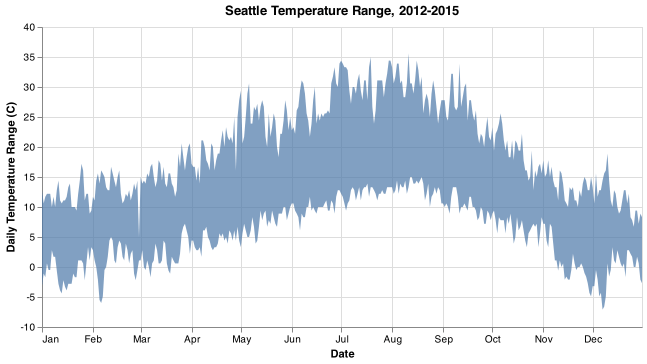 Seattle Temperature Range, 2012-2015
Daily Temperature Range (C)
40
35
30
25
20
15
10
5
0
-5
-10
Jan Feb Mar Apr May Jun Jul Aug Sep Oct Nov Dec
Date